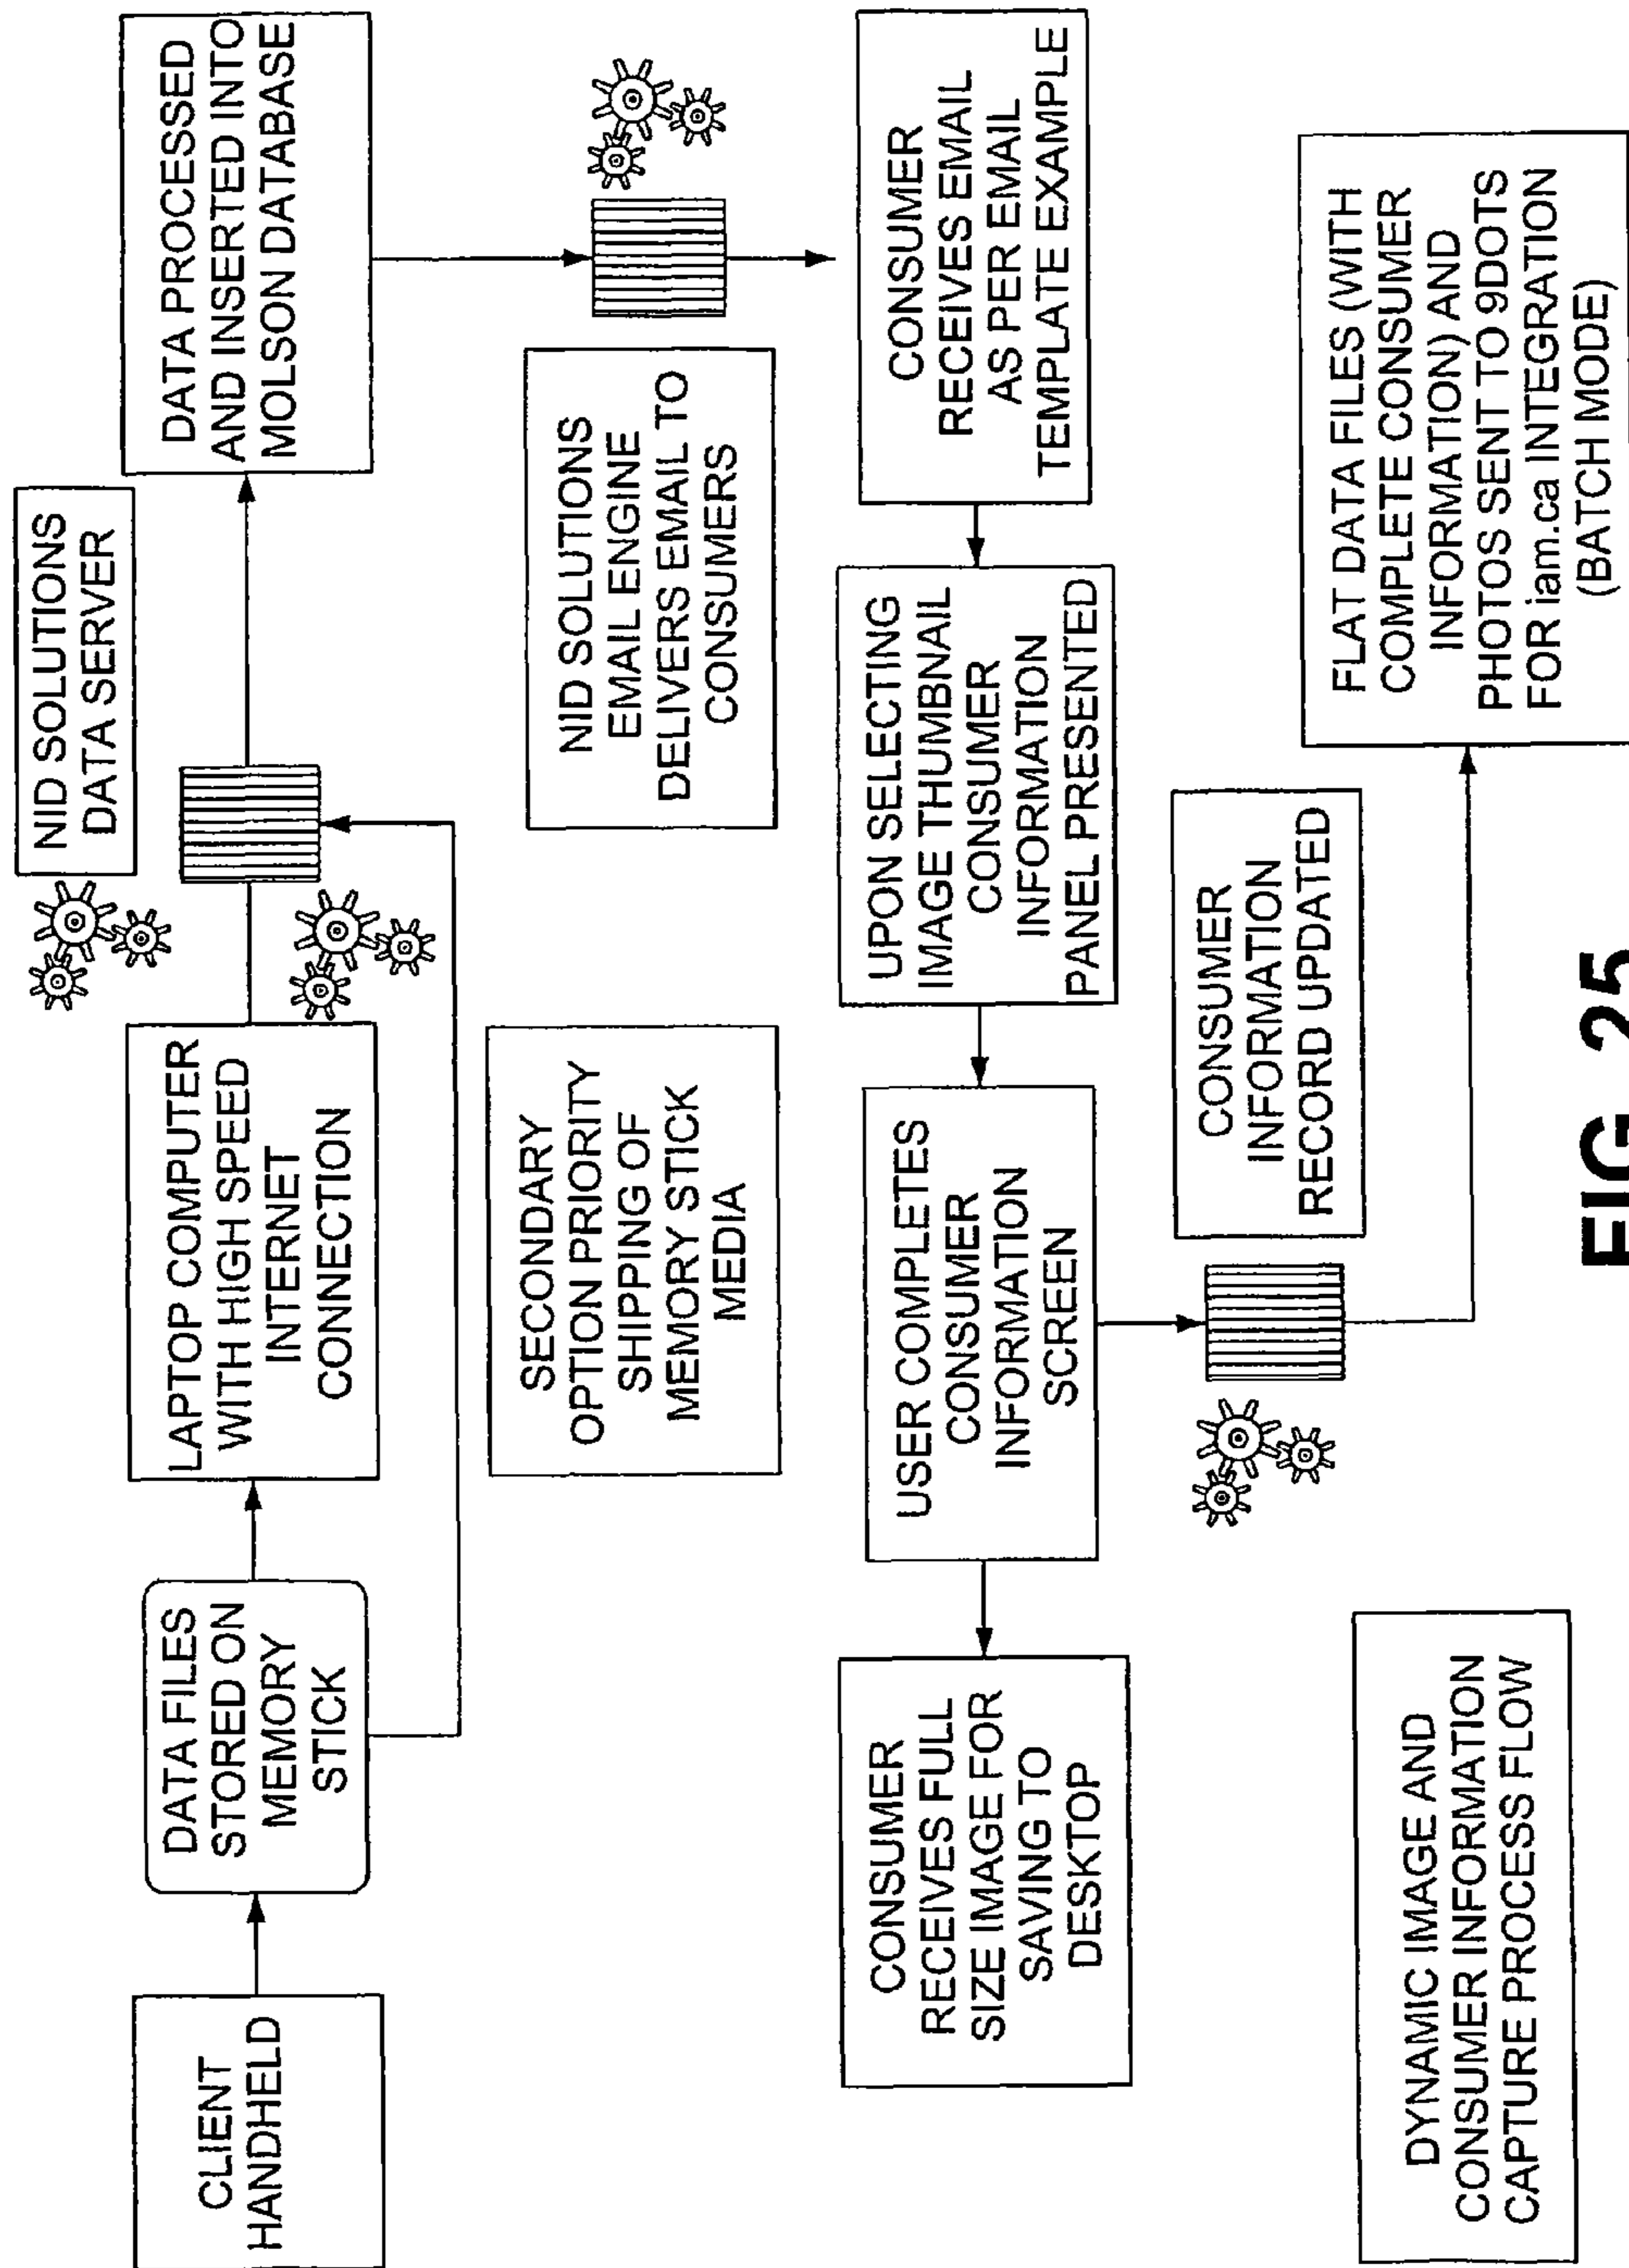 CLIENT
HANDHELD
DATA FILES
STORED ON
MEMORY
STICK
LAPTOP COMPUTER
WITH HIGH SPEED
INTERNET
CONNECTION
NID SOLUTIONS
DATA SERVER
DATA PROCESSED
AND INSERTED INTO
MOLSON DATABASE
SECONDARY
OPTION PRIORITY
SHIPPING OF
MEMORY STICK
MEDIA
NID SOLUTIONS
EMAIL ENGINE
DELIVERS EMAIL TO
CONSUMERS
CONSUMER
RECEIVES FULL
SIZE IMAGE FOR
SAVING TO
DESKTOP
USER COMPLETES
CONSUMER
INFORMATION
SCREEN
UPON SELECTING
IMAGE THUMBNAIL
CONSUMER
INFORMATION
PANEL PRESENTED
CONSUMER
RECEIVES EMAIL
AS PER EMAIL
TEMPLATE EXAMPLE
CONSUMER
INFORMATION
RECORD UPDATED
DYNAMIC IMAGE AND
CONSUMER INFORMATION
CAPTURE PROCESS FLOW
FLAT DATA FILES (WITH
COMPLETE CONSUMER
INFORMATION) AND
PHOTOS SENT TO 9DOTS
FOR iam.ca INTEGRATION
(BATCH MODE)
FIG. 25